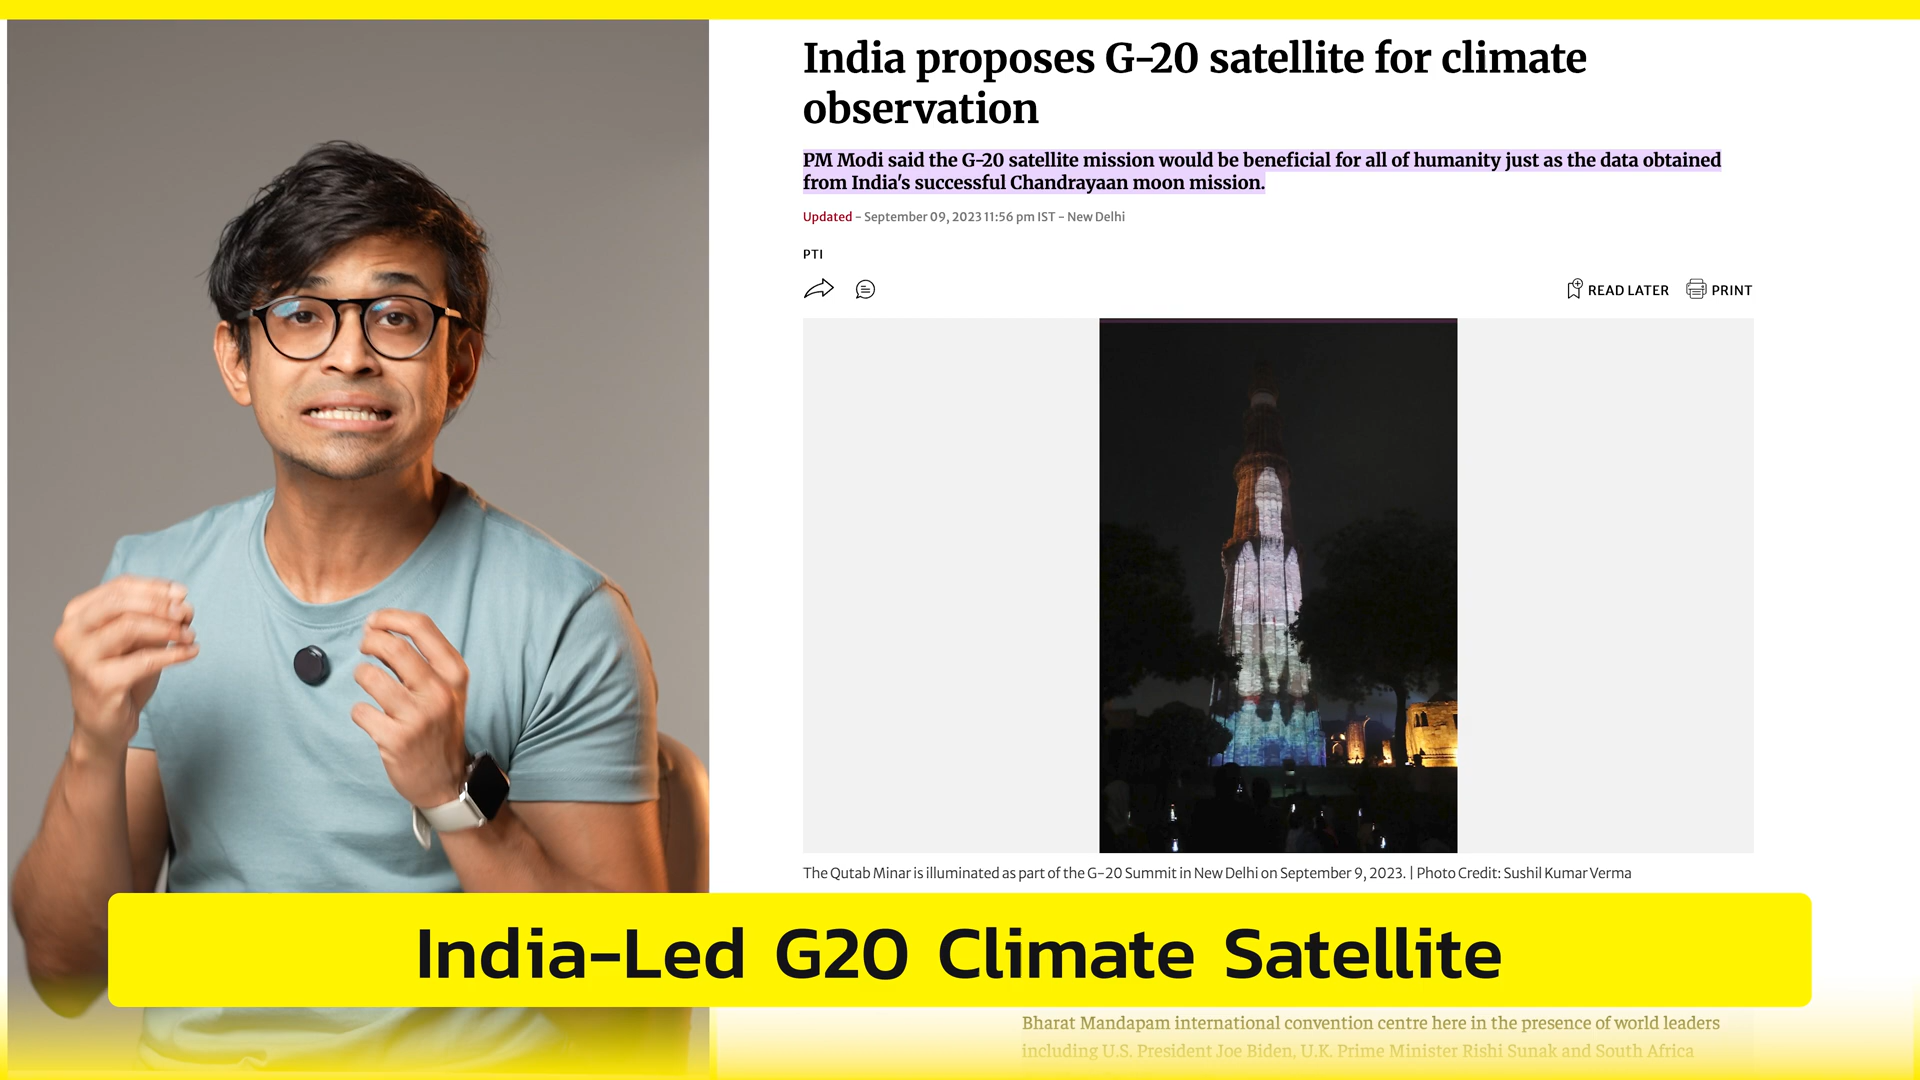 India proposes G-20 satellite for climate
observation
PM Modi said the G-20 satellite mission would be beneficial for all of humanity just as the data obtained
from India's successful Chandrayaan moon mission.
Updated - September 09, 2023 11:56 pm IST - New Delhi
PTI
READ LATER PRINT
The Qutab Minar is illuminated as part of the G-20 Summit in New Delhi on September 9, 2023. | Photo Credit: Sushil Kumar Verma
India-Led G20 Climate Satellite
Bharat Mandapam international convention centre here in the presence of world leaders
including U.S. President Joe Biden, U.K. Prime Minister Rishi Sunak and South Africa